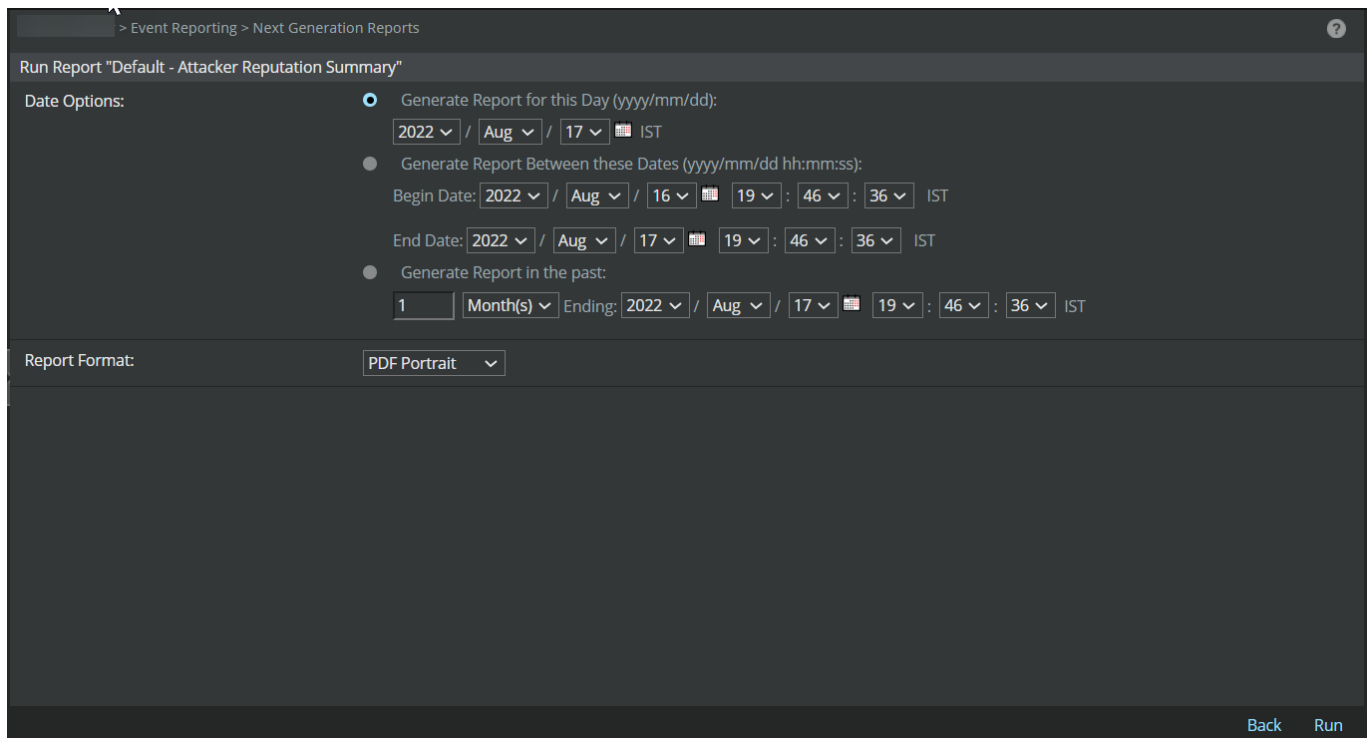 > Event Reporting > Next Generation Reports
?
Run Report "Default - Attacker Reputation Summary"
Date Options:
Generate Report for this Day (yyyy/mm/dd):
2022 / Aug / 17 IST
Generate Report Between these Dates (yyyy/mm/dd hh:mm:ss):
Begin Date: 2022 / Aug / 16 19 : 46 : 36 IST
End Date: 2022 / Aug / 17 19 : 46 : 36 IST
Generate Report in the past:
1 Month(s) Ending: 2022 / Aug / 17 19 : 46 : 36 IST
Report Format:
PDF Portrait
Back Run